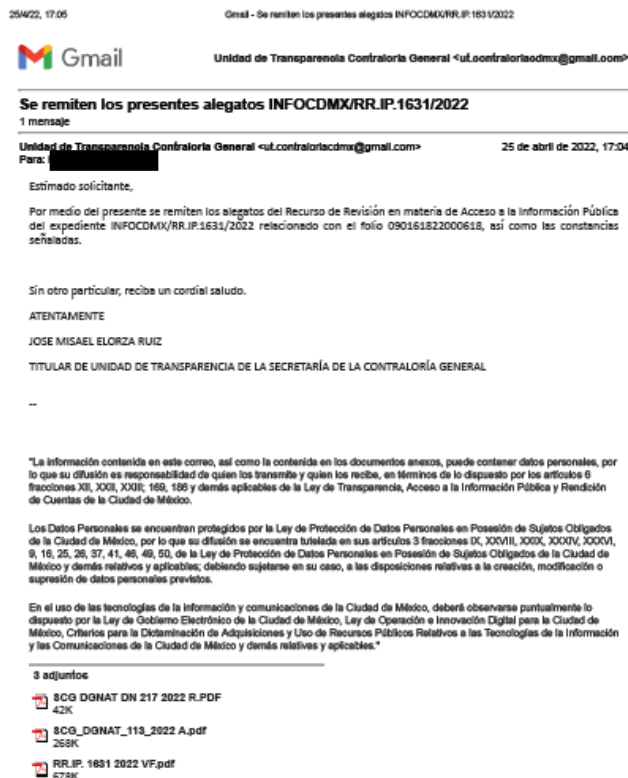 25/4/22, 17:05 Gmail - Se remiten los presentes alegatos INFOCDMX/RR.IP.1631/2022
Gmail Unidad de Transparencia Contraloria General <ut.contraloriacdmx@gmail.com>
Se remiten los presentes alegatos INFOCDMX/RR.IP.1631/2022
1 mensaje
Unidad de Transparencia Contraloria General <ut.contraloriacdmx@gmail.com> 25 de abril de 2022, 17:04
Para:
Estimado solicitante,
Por medio del presente se remiten los alegatos del Recurso de Revisión en materia de Acceso a la Información Pública
del expediente INFOCDMX/RR.IP.1631/2022 relacionado con el folio 090161822000618, así como las constancias
señaladas.
Sin otro particular, reciba un cordial saludo.
ATENTAMENTE
JOSE MISAEL ELORZA RUIZ
TITULAR DE UNIDAD DE TRANSPARENCIA DE LA SECRETARÍA DE LA CONTRALORÍA GENERAL
--
"La información contenida en este correo, así como la contenida en los documentos anexos, puede contener datos personales, por
lo que su difusión es responsabilidad de quien los transmite y quien los recibe, en términos de lo dispuesto por los artículos 6
fracciones XII, XXII, XXIII; 169, 186 y demás aplicables de la Ley de Transparencia, Acceso a la Información Pública y Rendición
de Cuentas de la Ciudad de México.
Los Datos Personales se encuentran protegidos por la Ley de Protección de Datos Personales en Posesión de Sujetos Obligados
de la Ciudad de México, por lo que su difusión se encuentra tutelada en sus artículos 3 fracciones IX, XXVIII, XXIX, XXXIV, XXXVI,
9, 16, 25, 26, 37, 41, 46, 49, 50, de la Ley de Protección de Datos Personales en Posesión de Sujetos Obligados de la Ciudad de
México y demás relativos y aplicables; debiendo sujetarse en su caso, a las disposiciones relativas a la creación, modificación o
supresión de datos personales previstos.
En el uso de las tecnologías de la información y comunicaciones de la Ciudad de México, deberá observarse puntualmente lo
dispuesto por la Ley de Gobierno Electrónico de la Ciudad de México, Ley de Operación e Innovación Digital para la Ciudad de
México, Criterios para la Dictaminación de Adquisiciones y Uso de Recursos Públicos Relativos a las Tecnologías de la Información
y las Comunicaciones de la Ciudad de México y demás relativas y aplicables."
3 adjuntos
SCG DGNAT DN 217 2022 R.PDF
42K
SCG_DGNAT_113_2022 A.pdf
268K
RR.IP. 1631 2022 VF.pdf
678K